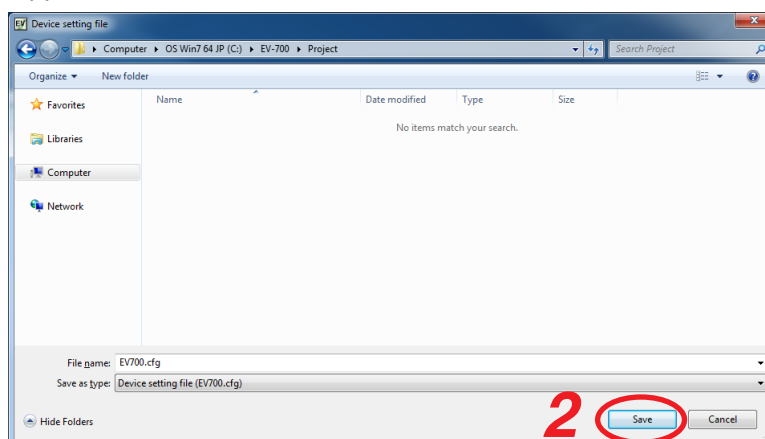 EV Device setting file
Computer OS Win7 64 JP (C:) EV-700 Project
Search Project
Organize New folder
Favorites
Libraries
Computer
Network
Name Date modified Type Size
No items match your search.
File name: EV700.cfg
Save as type: Device setting file (EV700.cfg)
Hide Folders
2
Save Cancel